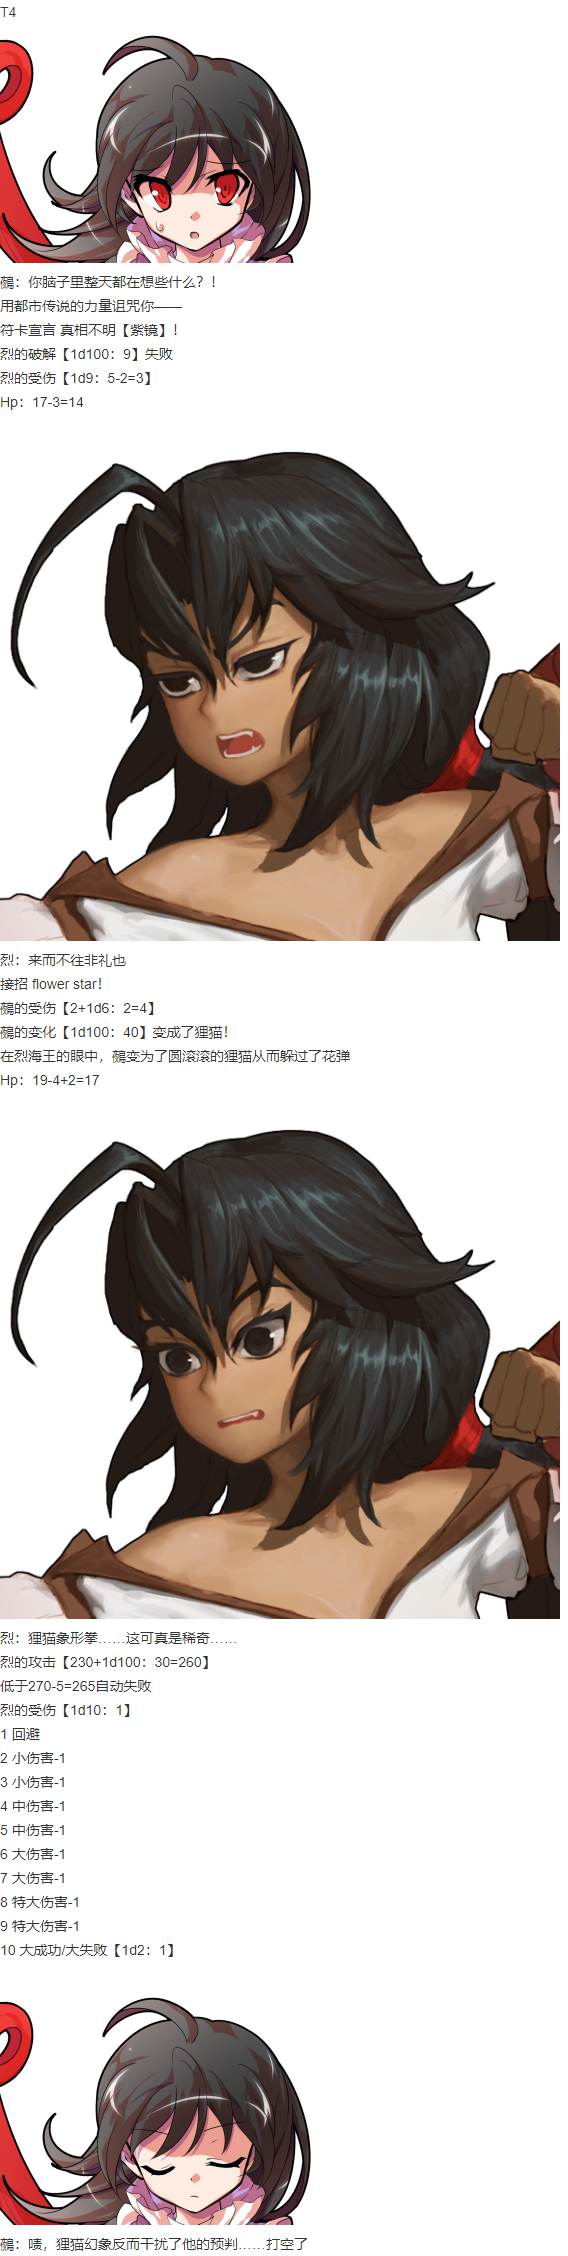 T4
鵺：你脑子里整天都在想些什么？！
用都市传说的力量诅咒你——
符卡宣言 真相不明【紫镜】！
烈的破解【1d100：9】失败
烈的受伤【1d9：5-2=3】
Hp：17-3=14
烈：来而不往非礼也
接招 flower star！
鵺的受伤【2+1d6：2=4】
鵺的变化【1d100：40】变成了狸猫！
在烈海王的眼中，鵺变为了圆滚滚的狸猫从而躲过了花弹
Hp：19-4+2=17
烈：狸猫象形拳……这可真是稀奇……
烈的攻击【230+1d100：30=260】
低于270-5=265自动失败
烈的受伤【1d10：1】
1 回避
2 小伤害-1
3 小伤害-1
4 中伤害-1
5 中伤害-1
6 大伤害-1
7 大伤害-1
8 特大伤害-1
9 特大伤害-1
10 大成功/大失败【1d2：1】
鵺：啧，狸猫幻象反而干扰了他的预判……打空了